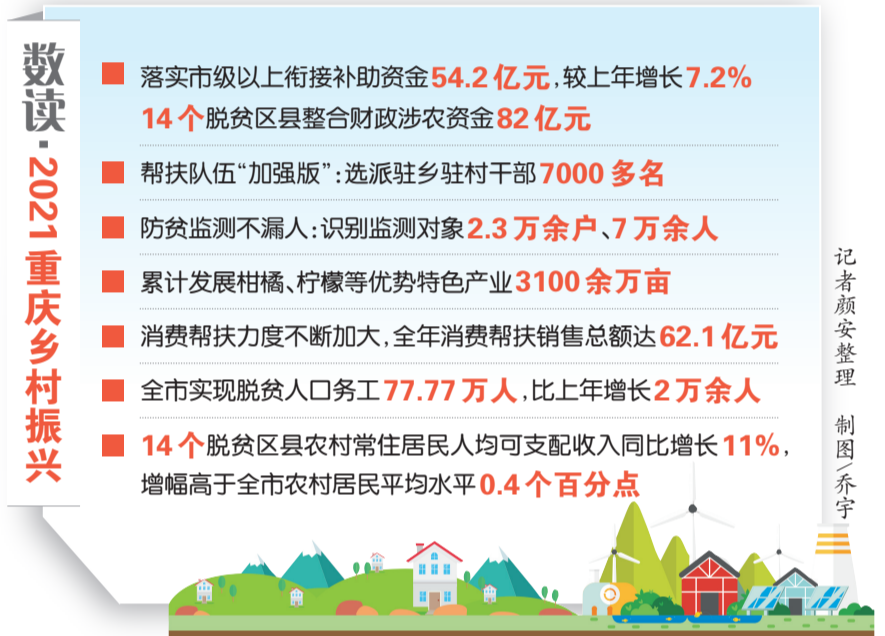 数读·2021重庆乡村振兴
落实市级以上衔接补助资金54.2亿元,较上年增长7.2%
14个脱贫区县整合财政涉农资金82亿元
帮扶队伍“加强版”:选派驻乡驻村干部7000多名
防贫监测不漏人:识别监测对象2.3万余户、7万余人
累计发展柑橘、柠檬等优势特色产业3100余万亩
消费帮扶力度不断加大,全年消费帮扶销售总额达62.1亿元
全市实现脱贫人口务工77.77万人,比上年增长2万余人
14个脱贫区县农村常住居民人均可支配收入同比增长11%,
增幅高于全市农村居民平均水平0.4个百分点
记者颜安整理 制图/乔宇